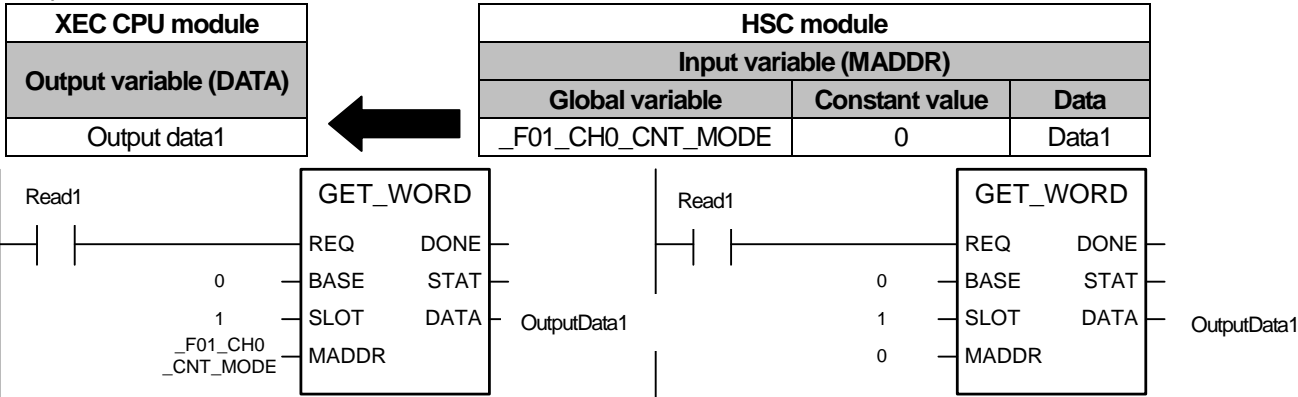 XEC CPU module
HSC module
Output variable (DATA)
Input variable (MADDR)
Global variable Constant value Data
Output data1
_F01_CH0_CNT_MODE 0 Data1
Read1 GET_WORD Read1 GET_WORD
REQ DONE REQ DONE
0 BASE STAT 0 BASE STAT
1 SLOT DATA OutputData1 1 SLOT DATA OutputData1
_F01_CH0
_CNT_MODE MADDR 0 MADDR